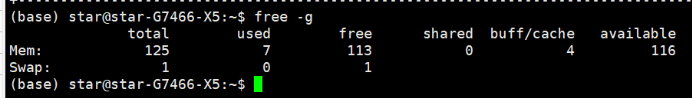 (base) star@star-G7466-X5:~$ free -g
total used free shared buff/cache available
Mem: 125 7 113 0 4 116
Swap: 1 0 1
(base) star@star-G7466-X5:~$